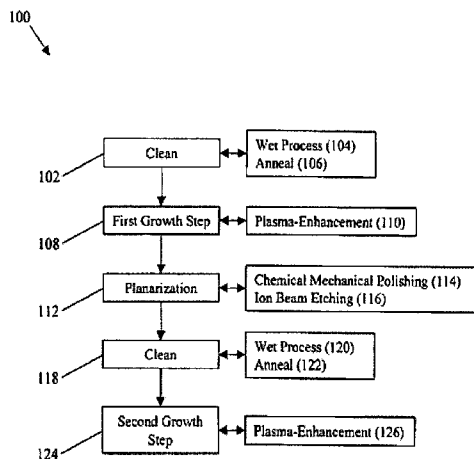 100
Clean
Wet Process (104)
Anneal (106)
102
First Growth Step
Plasma-Enhancement (110)
108
Planarization
Chemical Mechanical Polishing (114)
Ion Beam Etching (116)
112
Clean
Wet Process (120)
Anneal (122)
118
Second Growth
Step
Plasma-Enhancement (126)
124